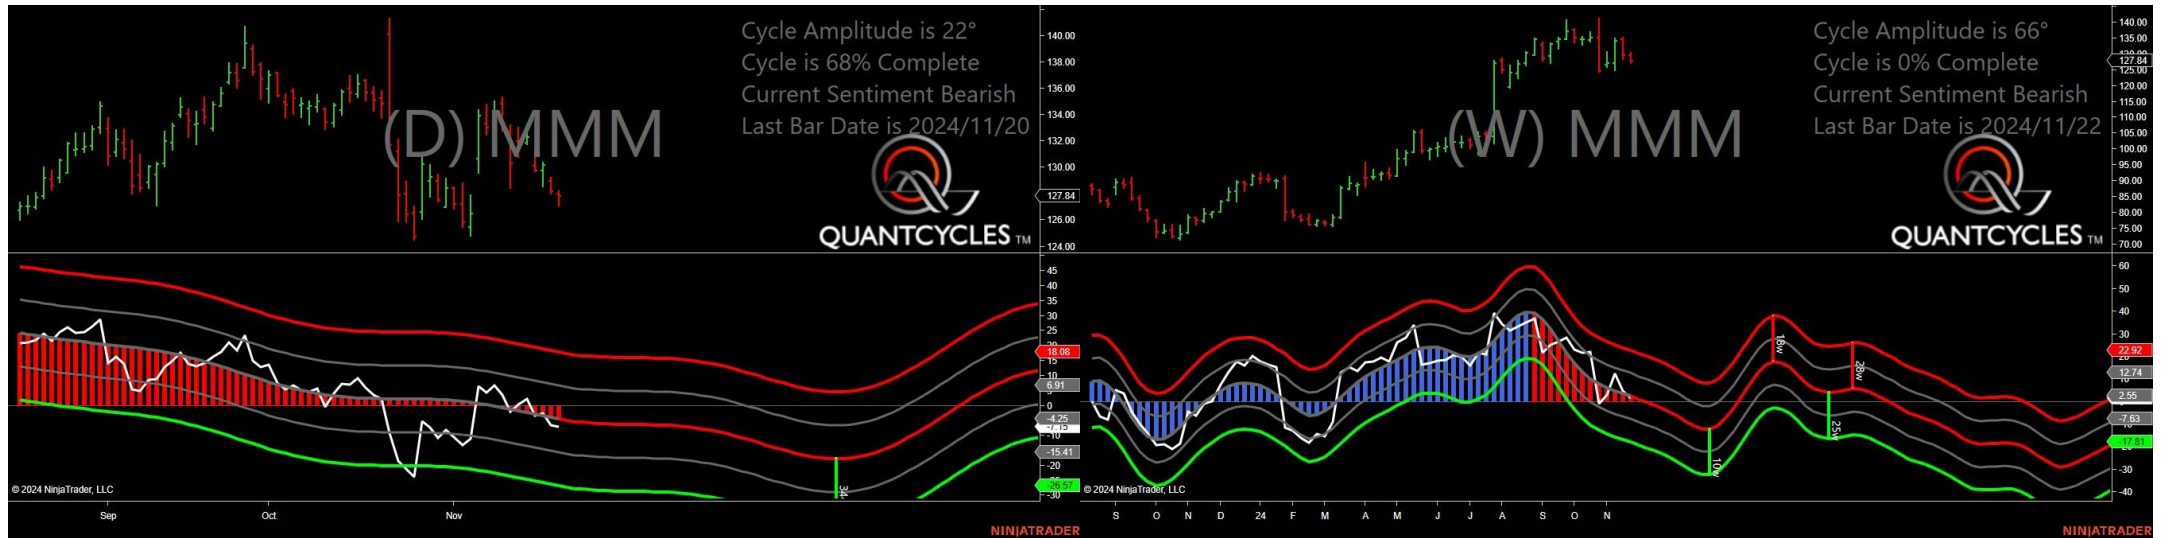 Cycle Amplitude is 22°
Cycle is 68% Complete
Current Sentiment Bearish
Last Bar Date is 2024/11/20
(D) MMM
QUANTCYCLES TM
140.00
138.00
136.00
134.00
132.00
130.00
127.84
126.00
124.00
45
40
35
30
25
18.08
10
6.91
0
-4.25
-10
-15.41
-20
-26.57
-30
34
© 2024 NinjaTrader, LLC
Sep Oct Nov
NINJATRADER
Cycle Amplitude is 66°
Cycle is 0% Complete
Current Sentiment Bearish
Last Bar Date is 2024/11/22
(W) MMM
QUANTCYCLES TM
140.00
135.00
127.84
125.00
120.00
115.00
110.00
105.00
100.00
95.00
90.00
85.00
80.00
75.00
70.00
60
50
40
30
22.92
12.74
2.55
-7.63
-17.81
-30
-40
18w
28w
25w
10w
© 2024 NinjaTrader, LLC
S O N D 24 F M A M J J A S O N
NINJATRADER